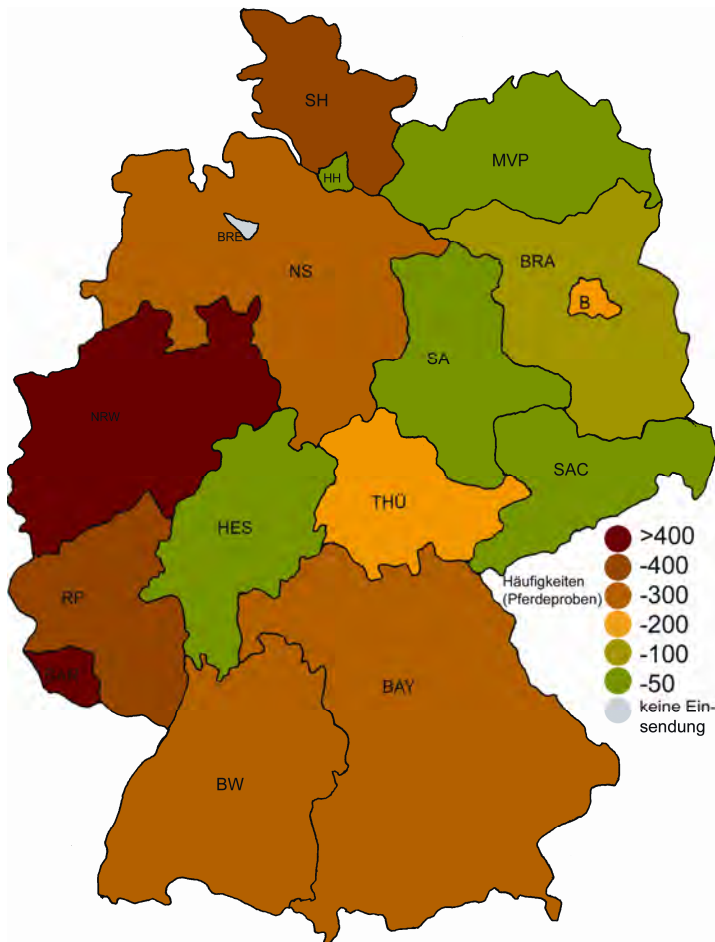 SH
MVP
HH
BRE
BRA
NS
B
SA
NRW
SAC
THÜ
HES
>400
-400
Häufigkeiten
(Pferdeproben)
-300
RP
-200
-100
SAR
-50
BAY
keine Ein-
sendung
BW